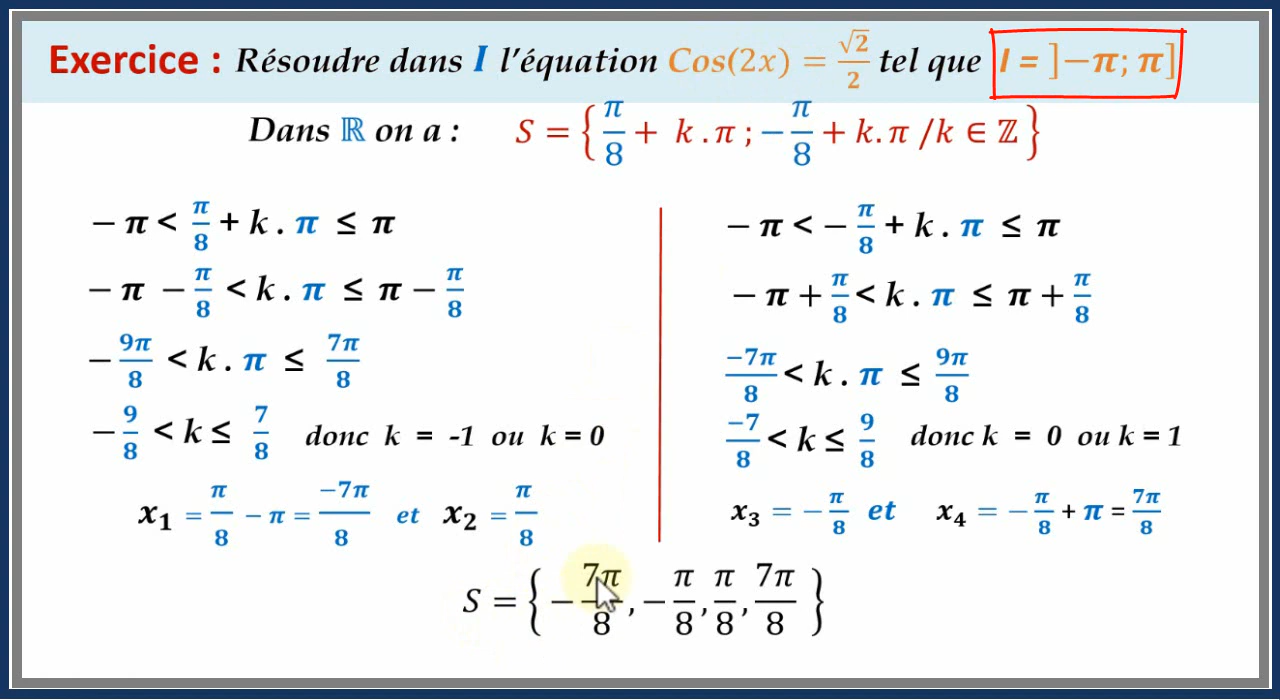 Exercice : Résoudre dans I l'équation Cos(2x) = √2/2 tel que I = ]−π; π]
Dans ℝ on a : S = { π/8 + k .π ; −π/8 + k.π /k ∈ ℤ }
− π < π/8 + k . π ≤ π
− π − π/8 < k . π ≤ π − π/8
− 9π/8 < k . π ≤ 7π/8
− 9/8 < k ≤ 7/8 donc k = -1 ou k = 0
x₁ = π/8 − π = −7π/8 et x₂ = π/8
− π < − π/8 + k . π ≤ π
− π + π/8 < k . π ≤ π + π/8
−7π/8 < k . π ≤ 9π/8
−7/8 < k ≤ 9/8 donc k = 0 ou k = 1
x₃ = − π/8 et x₄ = − π/8 + π = 7π/8
S = { − 7π/8 , − π/8 , π/8 , 7π/8 }